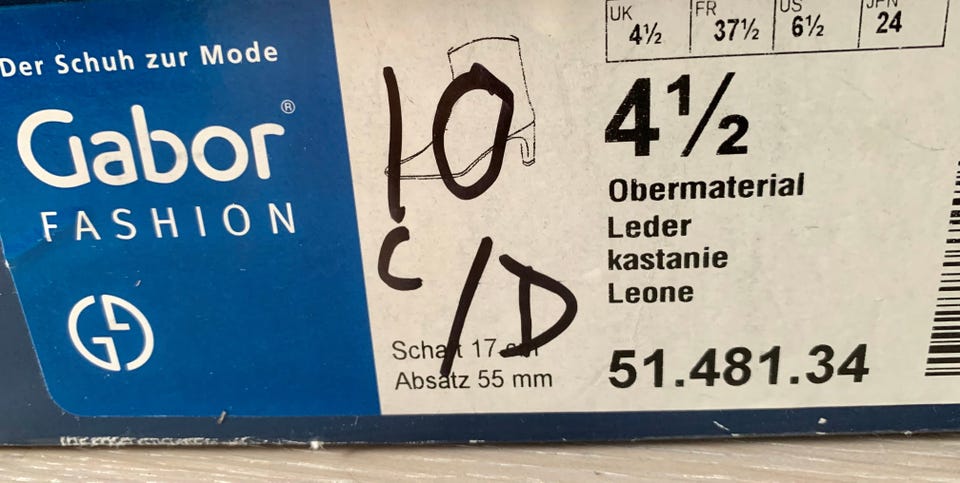 Der Schuh zur Mode
Gabor®
FASHION
10
C/D
Absatz 55 mm
UK FR US JPN
4½ 37½ 6½ 24
4½
Obermaterial
Leder
kastanie
Leone
51.481.34